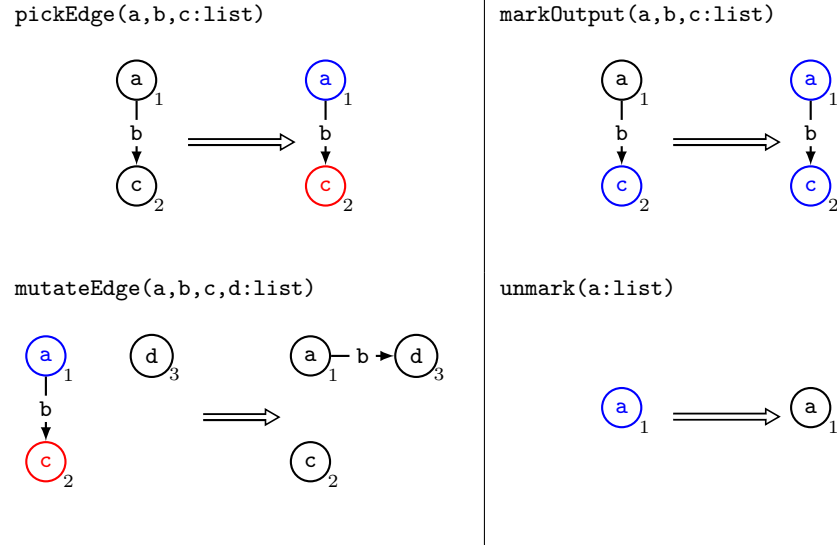 pickEdge(a,b,c:list)
a 1 a 1
b b
c 2 c 2
markOutput(a,b,c:list)
a 1 a 1
b b
c 2 c 2
mutateEdge(a,b,c,d:list)
a 1 d 3 a 1 b d 3
b
c 2 c 2
unmark(a:list)
a 1 a 1